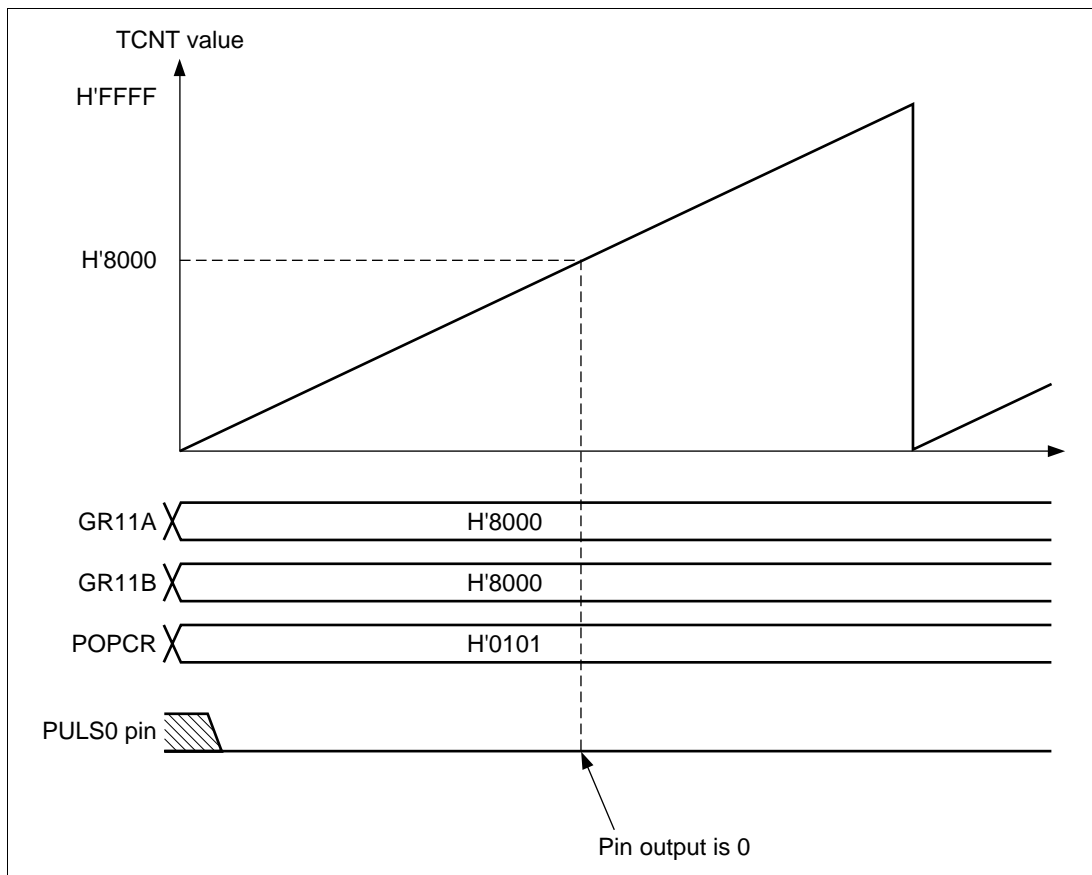 TCNT value
H'FFFF
H'8000
GR11A H'8000
GR11B H'8000
POPCR H'0101
PULS0 pin
Pin output is 0